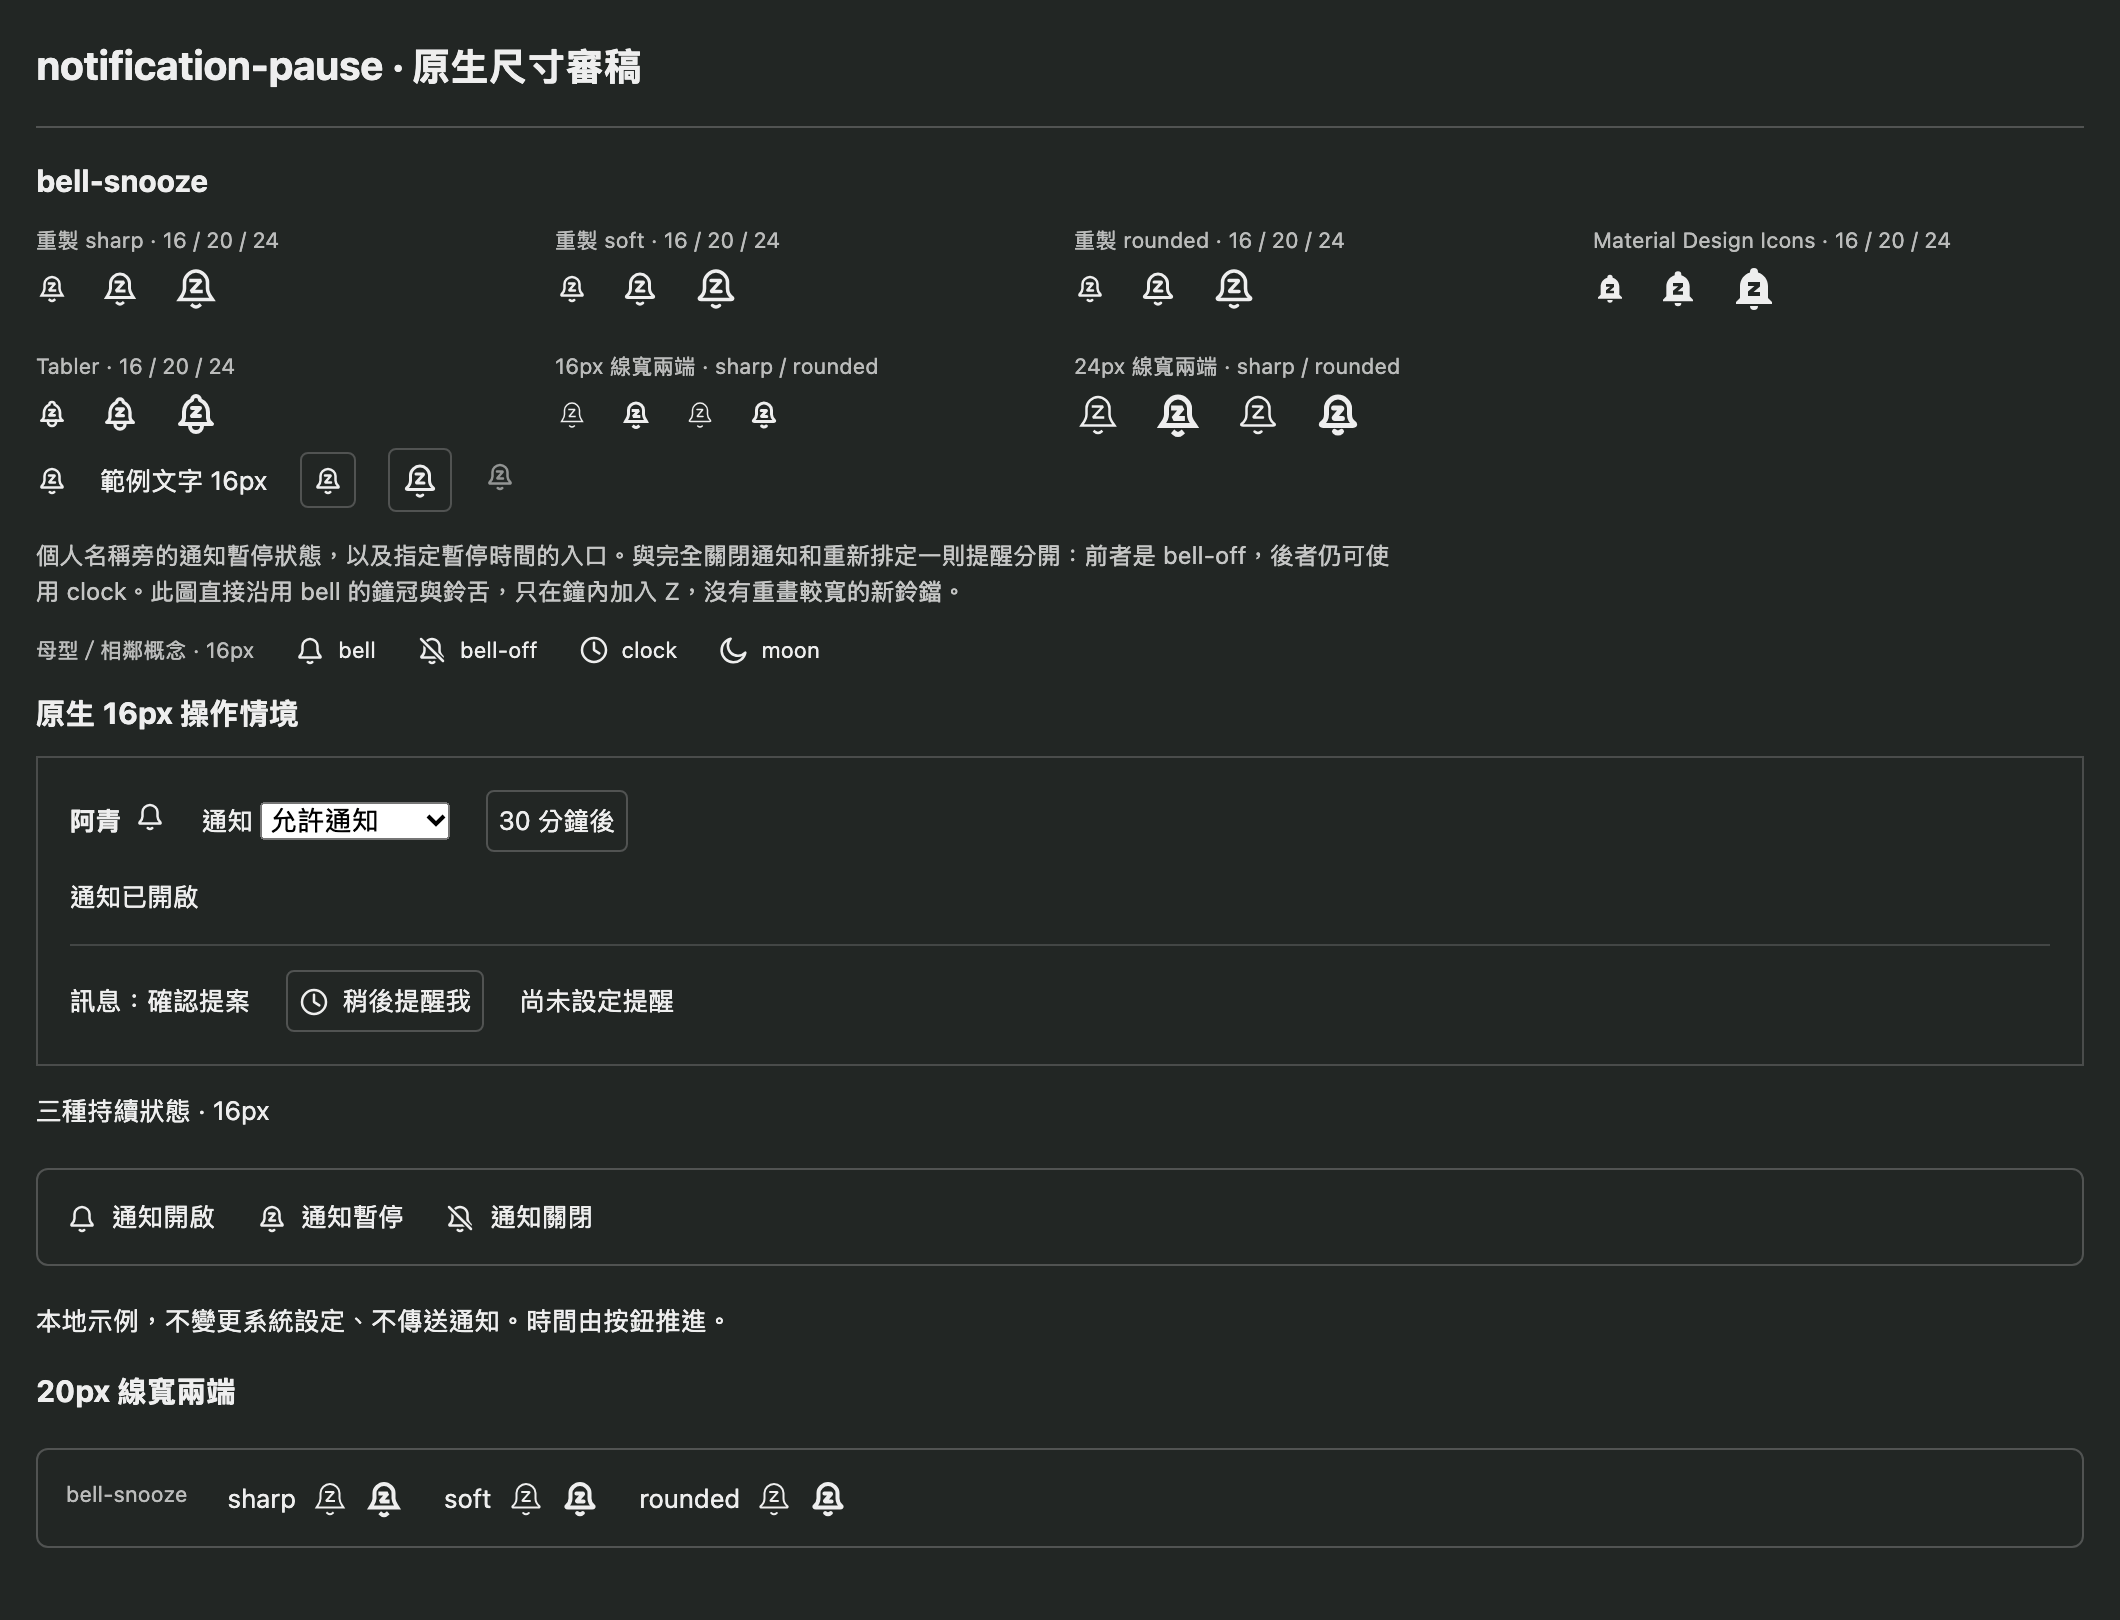 notification-pause · 原生尺寸審稿
bell-snooze
重製 sharp · 16 / 20 / 24
重製 soft · 16 / 20 / 24
重製 rounded · 16 / 20 / 24
Material Design Icons · 16 / 20 / 24
Tabler · 16 / 20 / 24
16px 線寬兩端 · sharp / rounded
24px 線寬兩端 · sharp / rounded
範例文字 16px
個人名稱旁的通知暫停狀態，以及指定暫停時間的入口。與完全關閉通知和重新排定一則提醒分開：前者是 bell-off，後者仍可使
用 clock。此圖直接沿用 bell 的鐘冠與鈴舌，只在鐘內加入 Z，沒有重畫較寬的新鈴鐺。
母型 / 相鄰概念 · 16px bell bell-off clock moon
原生 16px 操作情境
阿青 通知 允許通知 30 分鐘後
通知已開啟
訊息：確認提案 稍後提醒我 尚未設定提醒
三種持續狀態 · 16px
通知開啟 通知暫停 通知關閉
本地示例，不變更系統設定、不傳送通知。時間由按鈕推進。
20px 線寬兩端
bell-snooze sharp soft rounded